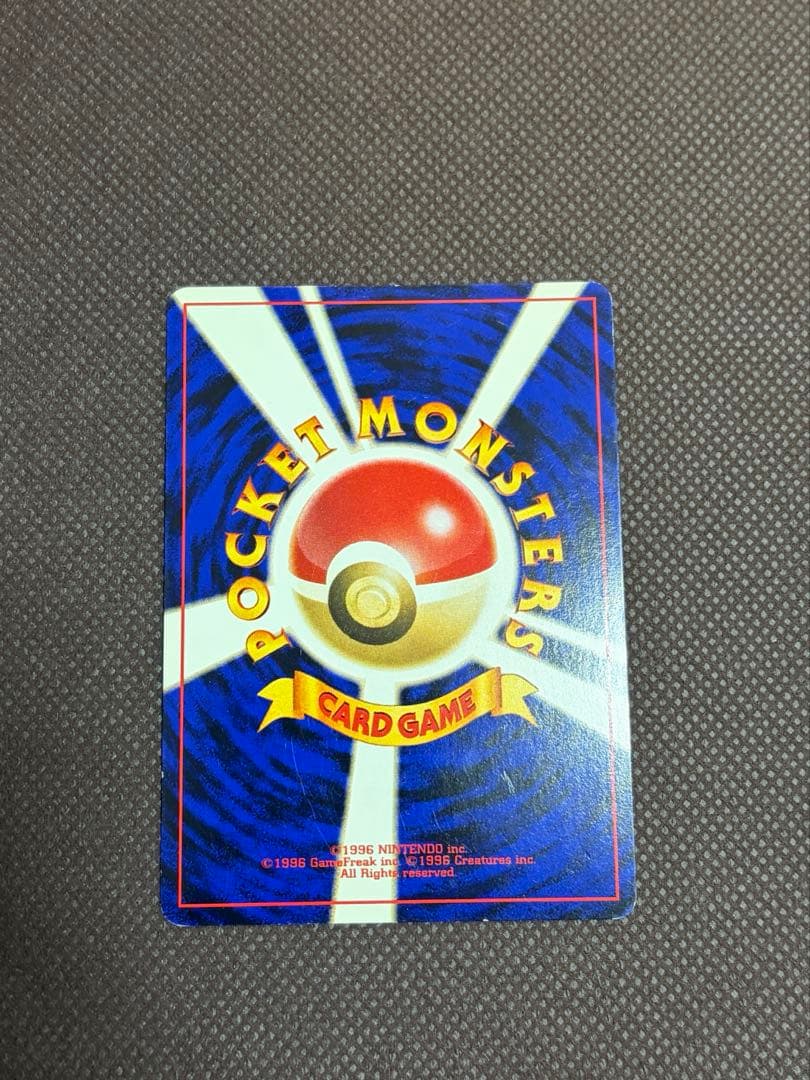 POCKET MONSTERS
CARD GAME
©1996 NINTENDO inc.
©1996 GameFreak inc. ©1996 Creatures inc.
All Rights reserved.